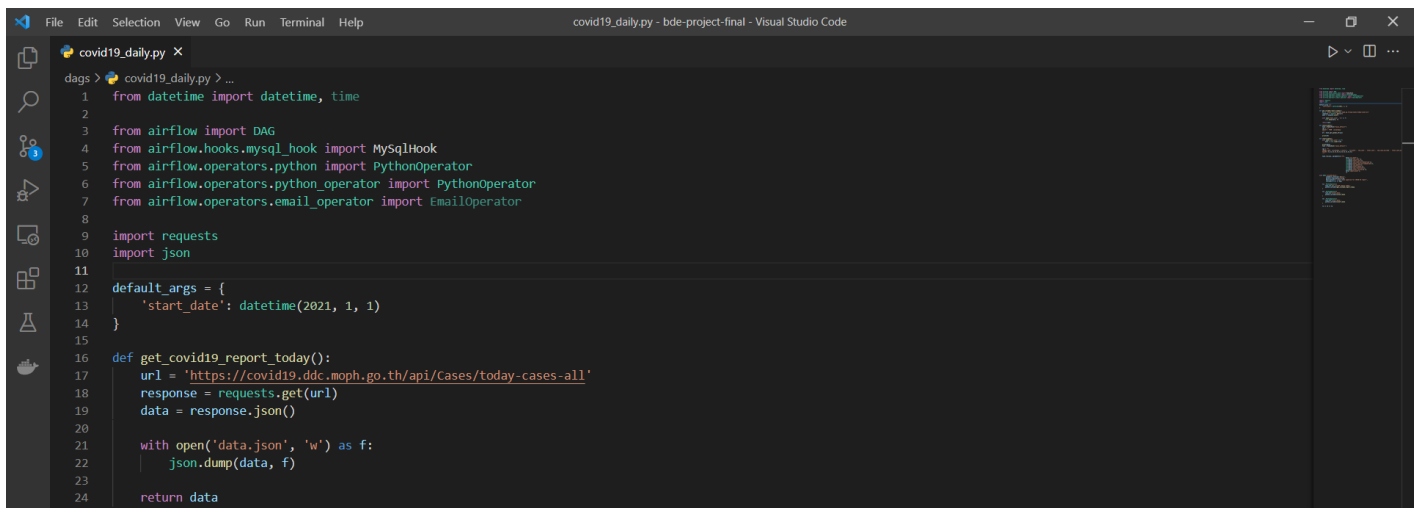 File Edit Selection View Go Run Terminal Help covid19_daily.py - bde-project-final - Visual Studio Code
covid19_daily.py
dags > covid19_daily.py > ...
1 from datetime import datetime, time
2
3 from airflow import DAG
4 from airflow.hooks.mysql_hook import MySqlHook
5 from airflow.operators.python import PythonOperator
6 from airflow.operators.python_operator import PythonOperator
7 from airflow.operators.email_operator import EmailOperator
8
9 import requests
10 import json
11
12 default_args = {
13     'start_date': datetime(2021, 1, 1)
14 }
15
16 def get_covid19_report_today():
17     url = 'https://covid19.ddc.moph.go.th/api/Cases/today-cases-all'
18     response = requests.get(url)
19     data = response.json()
20
21     with open('data.json', 'w') as f:
22         json.dump(data, f)
23
24     return data
3